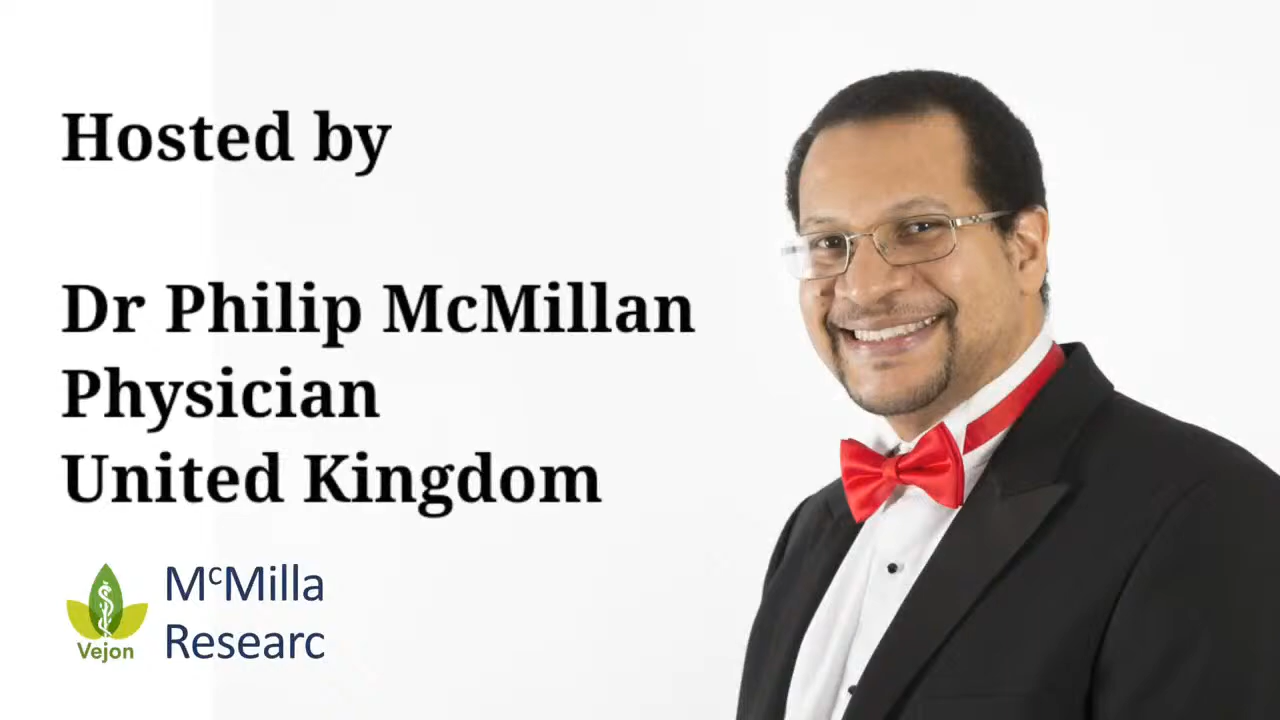 Hosted by
Dr Philip McMillan
Physician
United Kingdom
McMilla
Researc
Vejon